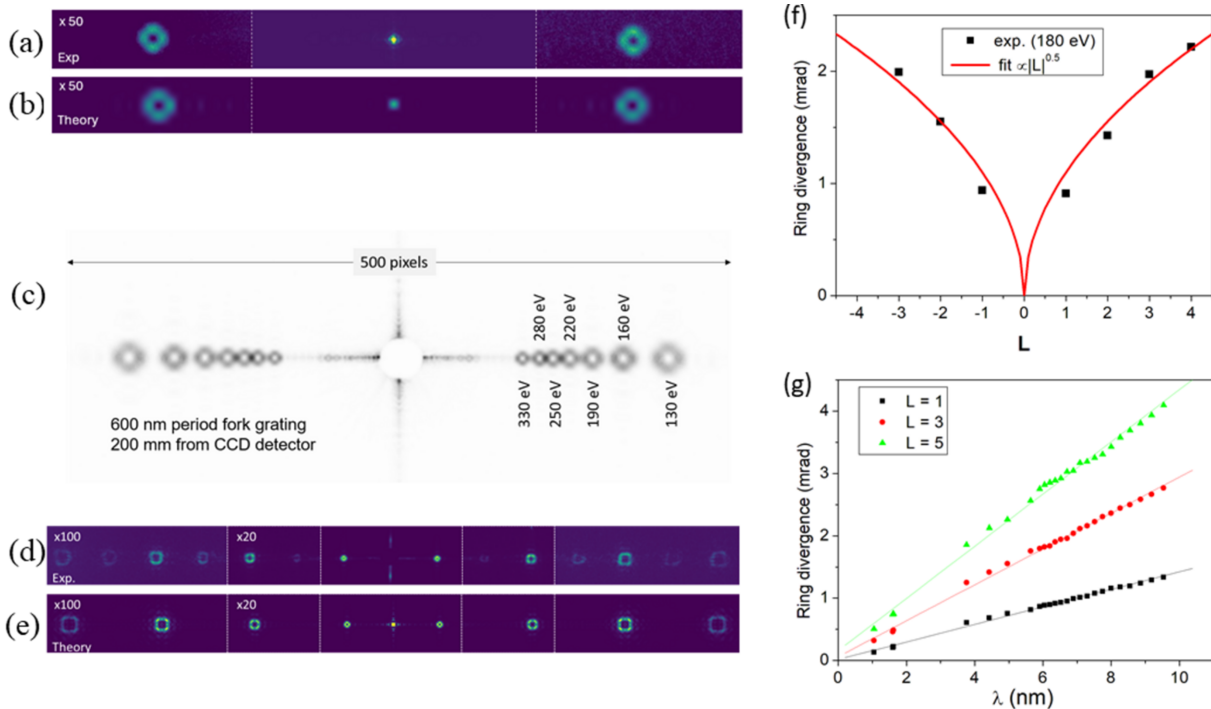 (a)
x 50
Exp
(b)
x 50
Theory
(c)
500 pixels
280 eV
220 eV
160 eV
330 eV
250 eV
190 eV
130 eV
600 nm period fork grating
200 mm from CCD detector
(d)
x100
x20
Exp.
(e)
x100
x20
Theory
(f)
exp. (180 eV)
fit ∝|L|^0.5
Ring divergence (mrad)
2
1
0
-4 -3 -2 -1 0 1 2 3 4
L
(g)
L = 1
L = 3
L = 5
Ring divergence (mrad)
4
3
2
1
0
0 2 4 6 8 10
λ (nm)